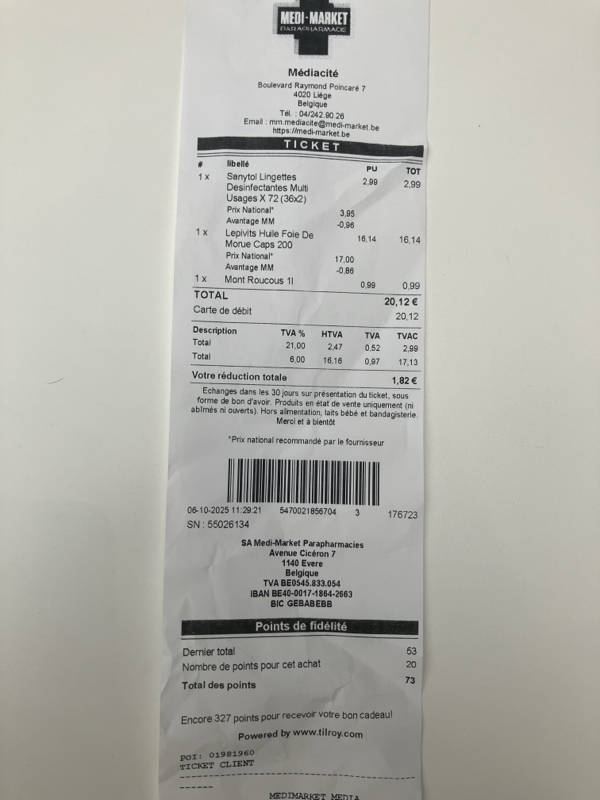 MEDI-MARKET
PARAPHARMACIE
Médiacité
Boulevard Raymond Poincaré 7
4020 Liège
Belgique
Tél. : 04/242.90.26
Email : mm.mediacite@medi-market.be
https://medi-market.be
TICKET
# libellé PU TOT
1 x Sanytol Lingettes 2,99 2,99
Desinfectantes Multi
Usages X 72 (36x2)
Prix National* 3,95
Avantage MM -0,96
1 x Lepivits Huile Foie De 16,14 16,14
Morue Caps 200
Prix National* 17,00
Avantage MM -0,86
1 x Mont Roucous 1l 0,99 0,99
TOTAL 20,12 €
Carte de débit 20,12
Description TVA % HTVA TVA TVAC
Total 21,00 2,47 0,52 2,99
Total 6,00 16,16 0,97 17,13
Votre réduction totale 1,82 €
Echanges dans les 30 jours sur présentation du ticket, sous
forme de bon d'avoir. Produits en état de vente uniquement (ni
abîmés ni ouverts). Hors alimentation, laits bébé et bandagisterie.
Merci et à bientôt
*Prix national recommandé par le fournisseur
06-10-2025 11:29:21 5470021856704 3 176723
SN : 55026134
SA Medi-Market Parapharmacies
Avenue Cicéron 7
1140 Evere
Belgique
TVA BE0545.833.054
IBAN BE40-0017-1864-2663
BIC GEBABEBB
Points de fidélité
Dernier total 53
Nombre de points pour cet achat 20
Total des points 73
Encore 327 points pour recevoir votre bon cadeau!
Powered by www.tilroy.com
POI: 01981960
TICKET CLIENT
MEDIMARKET MEDIA